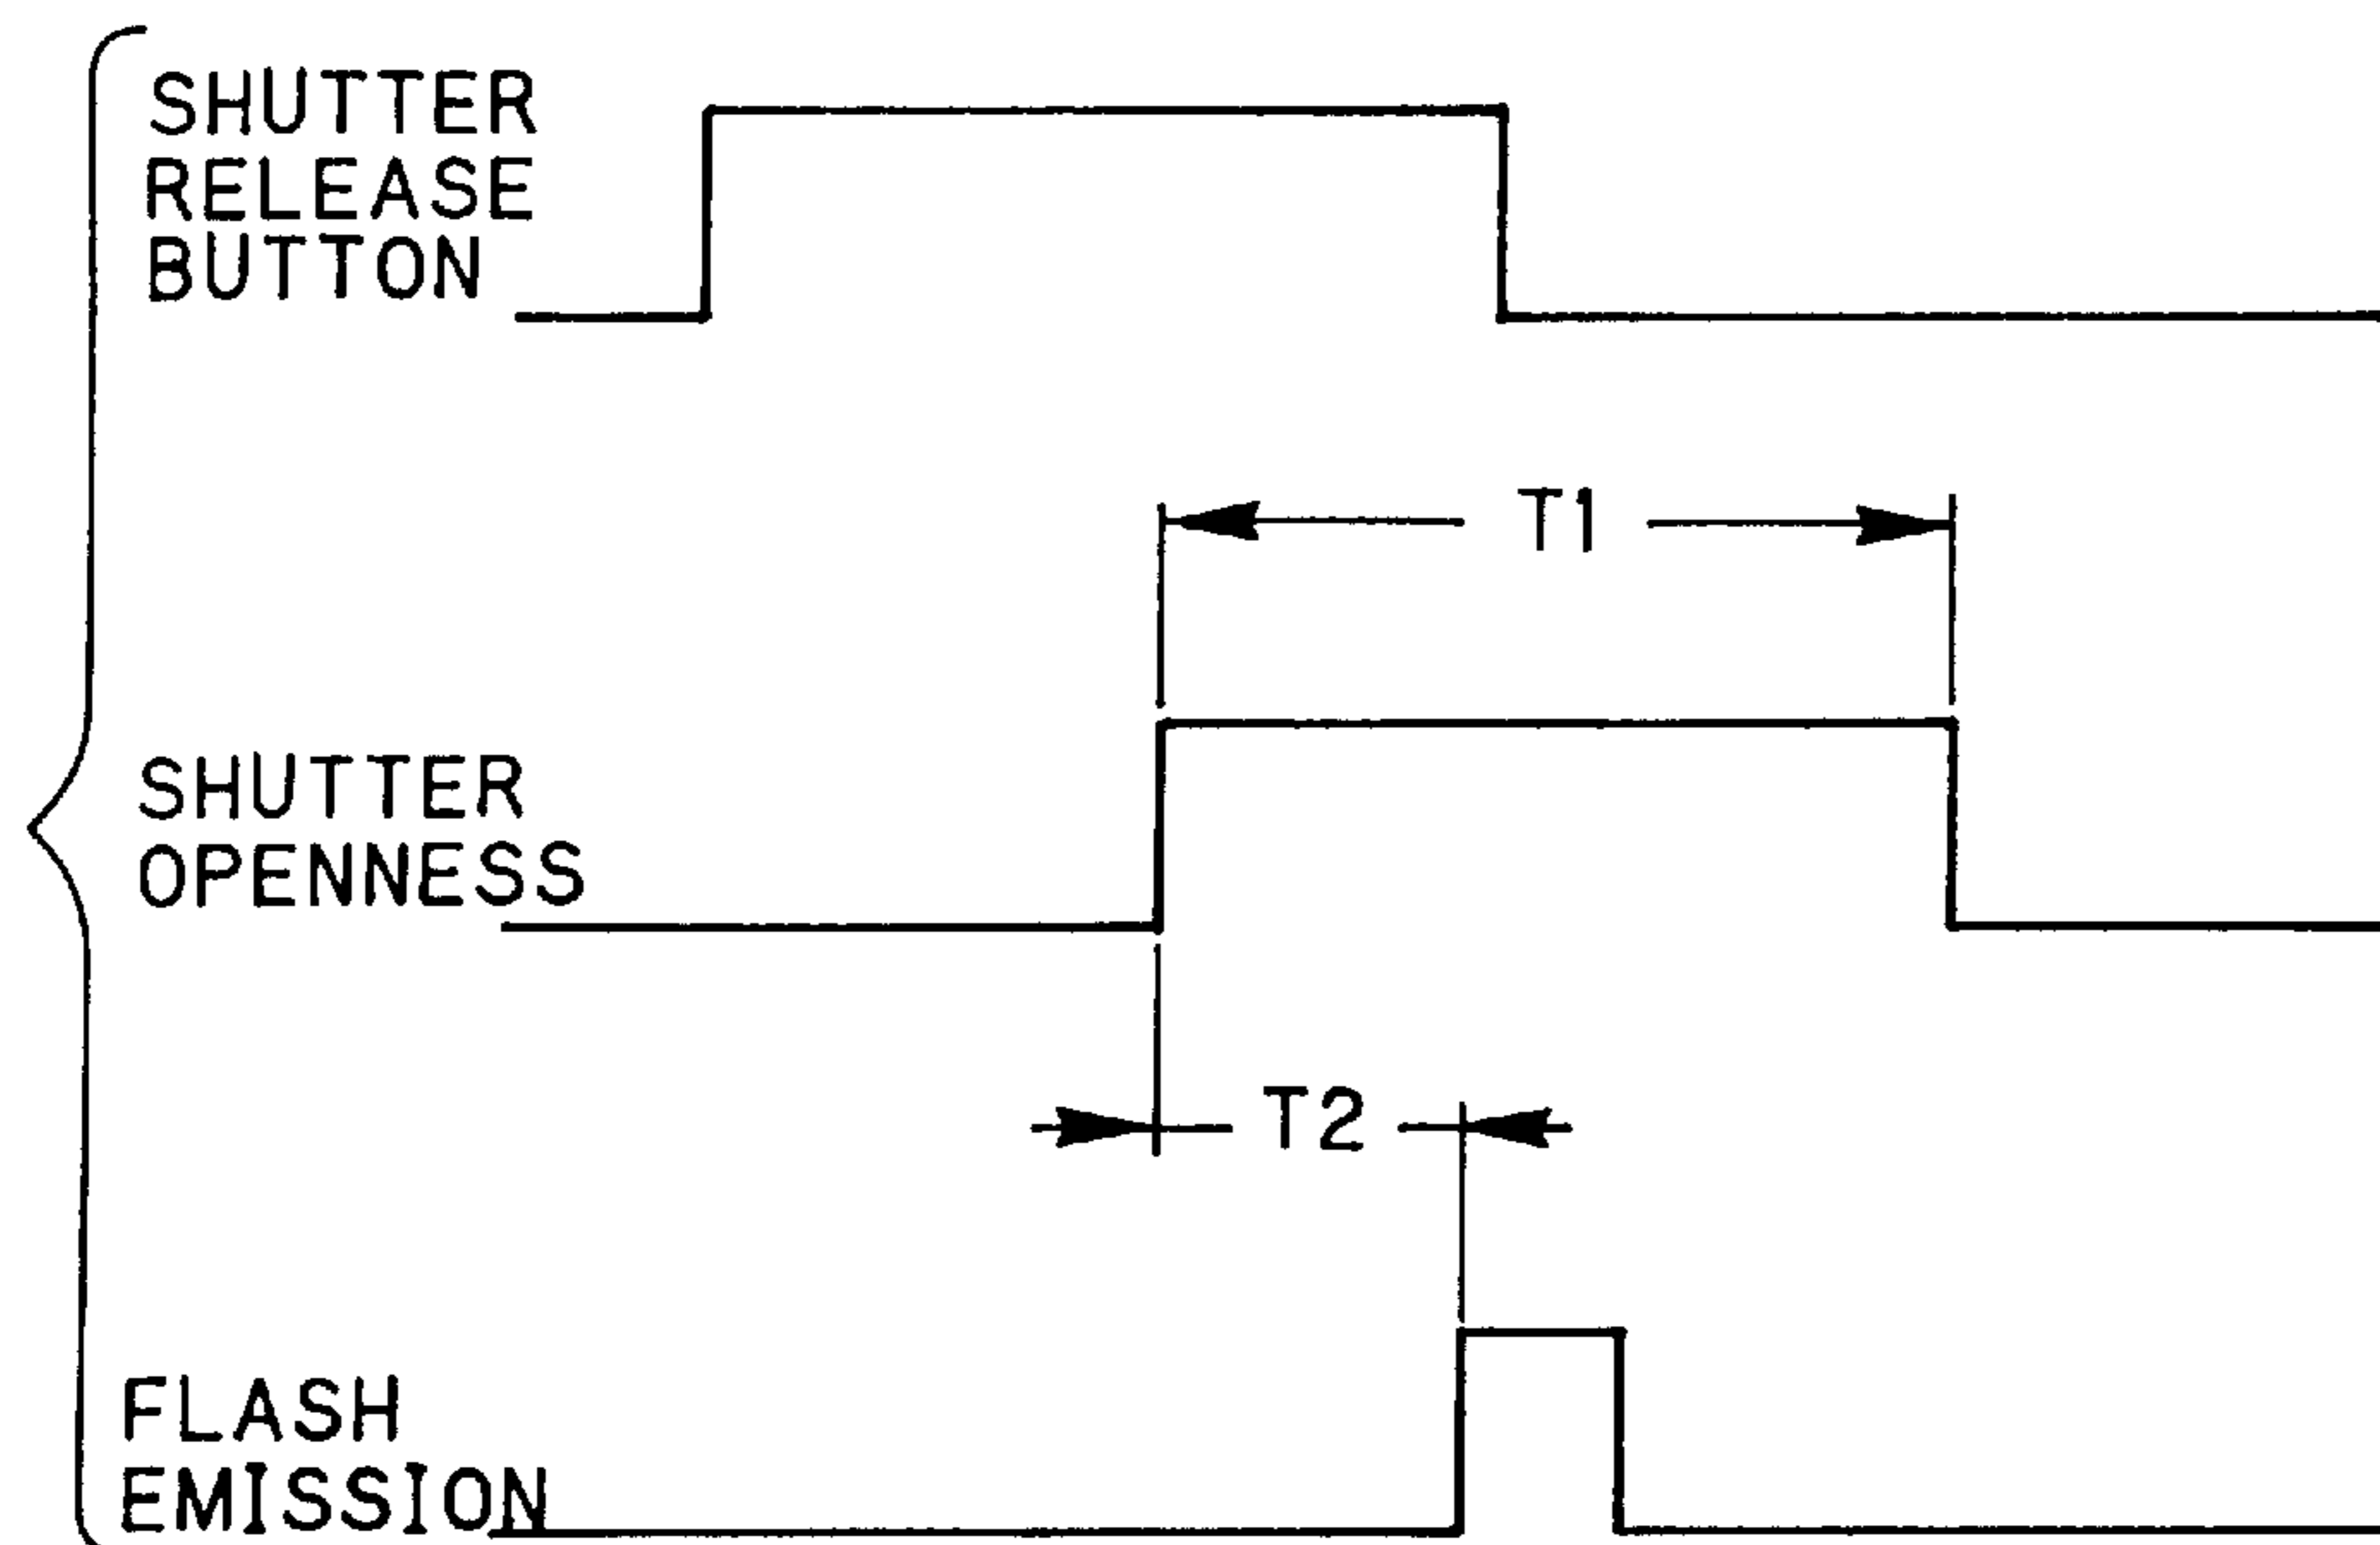 SHUTTER
RELEASE
BUTTON
T1
SHUTTER
OPENNESS
T2
FLASH
EMISSION